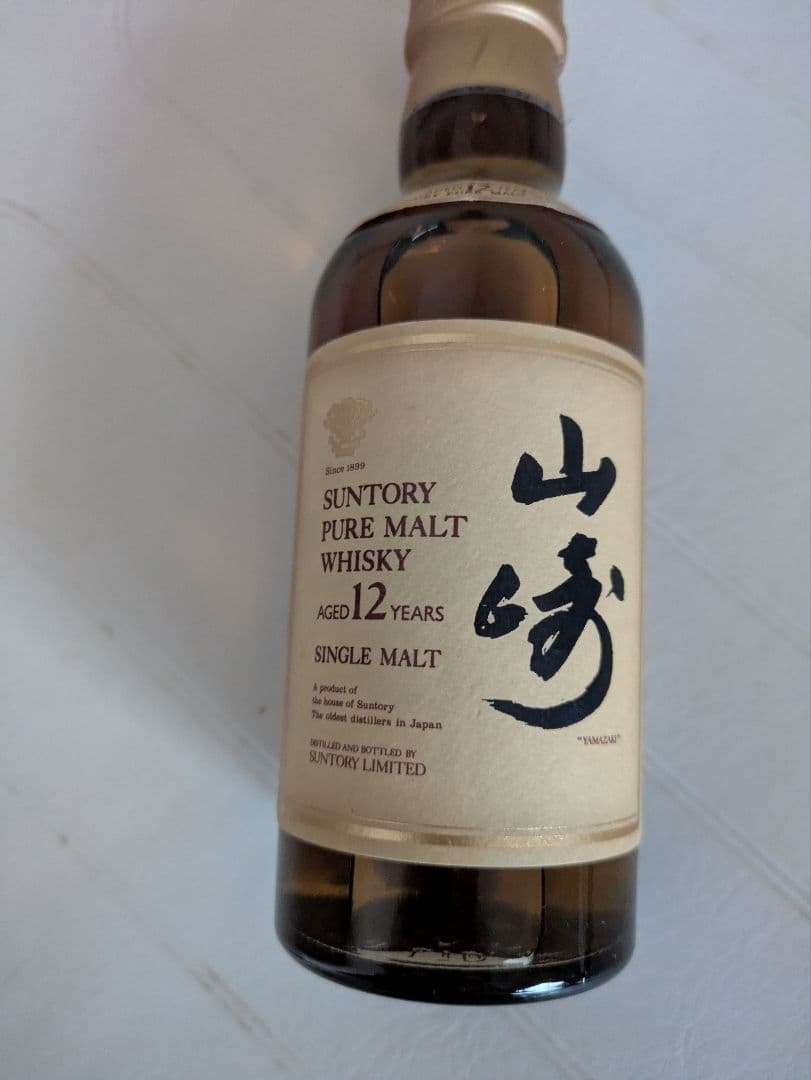 Since 1899
SUNTORY
PURE MALT
WHISKY
AGED 12 YEARS
SINGLE MALT
A product of
the house of Suntory
The oldest distillers in Japan
DISTILLED AND BOTTLED BY
SUNTORY LIMITED
山崎
"YAMAZAKI"